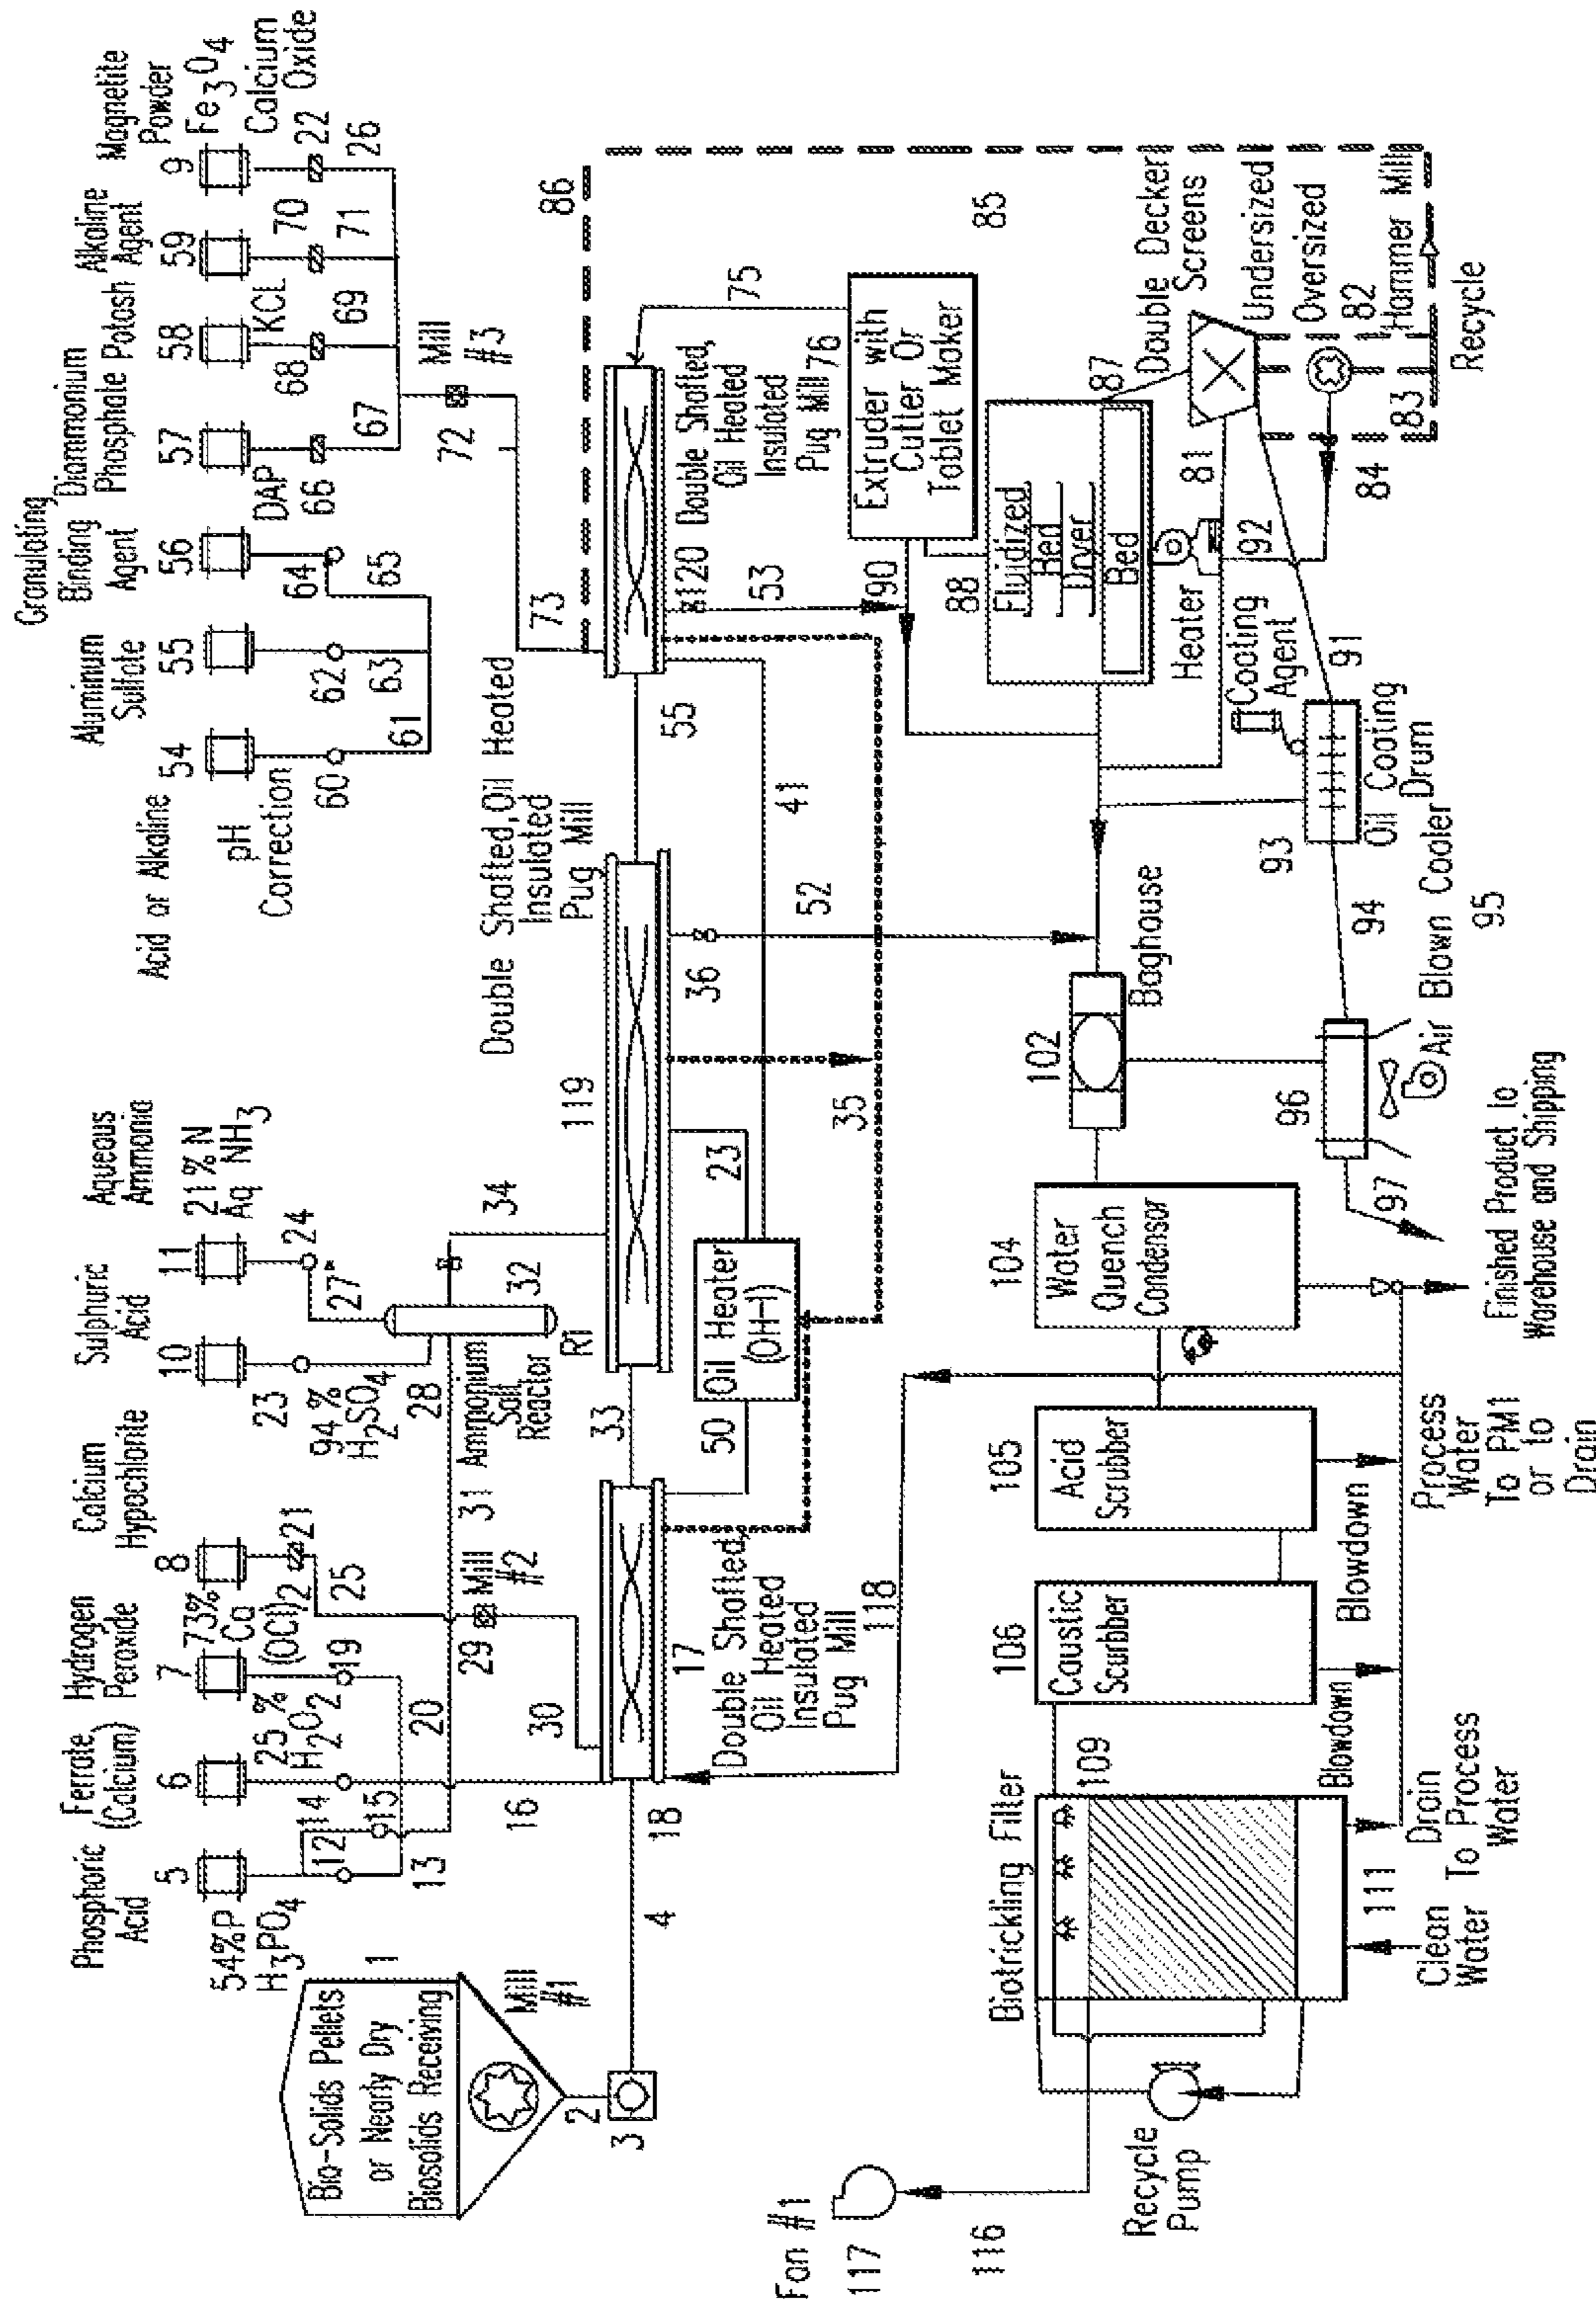 Phosphoric
Acid
5
54%P
H3PO4
Ferrate
(Calcium)
6
Hydrogen
Peroxide
7
25 %
H2O2
Calcium
Hypochlorite
8
73%
Ca
(OCl)2
Sulphuric
Acid
10
94 %
H2SO4
Aqueous
Ammonia
11
21% N
Aq NH3
Acid or Alkaline
54
pH
Correction
Aluminum
Sulfate
55
Granulating
Binding
Agent
56
Diammonium
Phosphate
57
DAP
Potash
58
KCL
Alkaline
Agent
59
Magnetite
Powder
9
Fe3O4
Calcium
Oxide
12
13
14
15
16
19
20
21
25
23
24
27
28
31
32
34
60
61
62
63
64
65
66
67
68
69
70
71
22
26
Bio-Solids Pellets
or Nearly Dry
Biosolids Receiving
1
Mill
#1
2
3
4
18
29
Mill
#2
30
17
Double Shafted,
Oil Heated
Insulated
Pug Mill
118
Ammonium
Salt
Reactor
R1
33
50
Oil Heater
(OH-1)
23
35
119
Double Shafted,Oil Heated
Insulated
Pug Mill
36
52
41
55
Mill
#3
72
73
86
120
Double Shafted,
Oil Heated
Insulated
Pug Mill
53
75
76
Extruder with
Cutter Or
Tablet Maker
85
90
88
Fluidized
Bed
Dryer
Bed
87
Double Decker
Screens
Undersized
Oversized
82
Hammer Mill
83
84
Recycle
81
Heater
92
Coating
Agent
91
Oil Coating
Drum
93
94
Air Blown Cooler
95
96
97
Finished Product to
Warehouse and Shipping
102
Baghouse
104
Water
Quench
Condensor
105
Acid
Scrubber
106
Caustic
Scurbber
Blowdown
Blowdown
Process
Water
To PM1
or to
Drain
Biotrickling Filter
109
111
Drain
To Process
Water
Clean
Water
Recycle
Pump
Fan #1
117
116